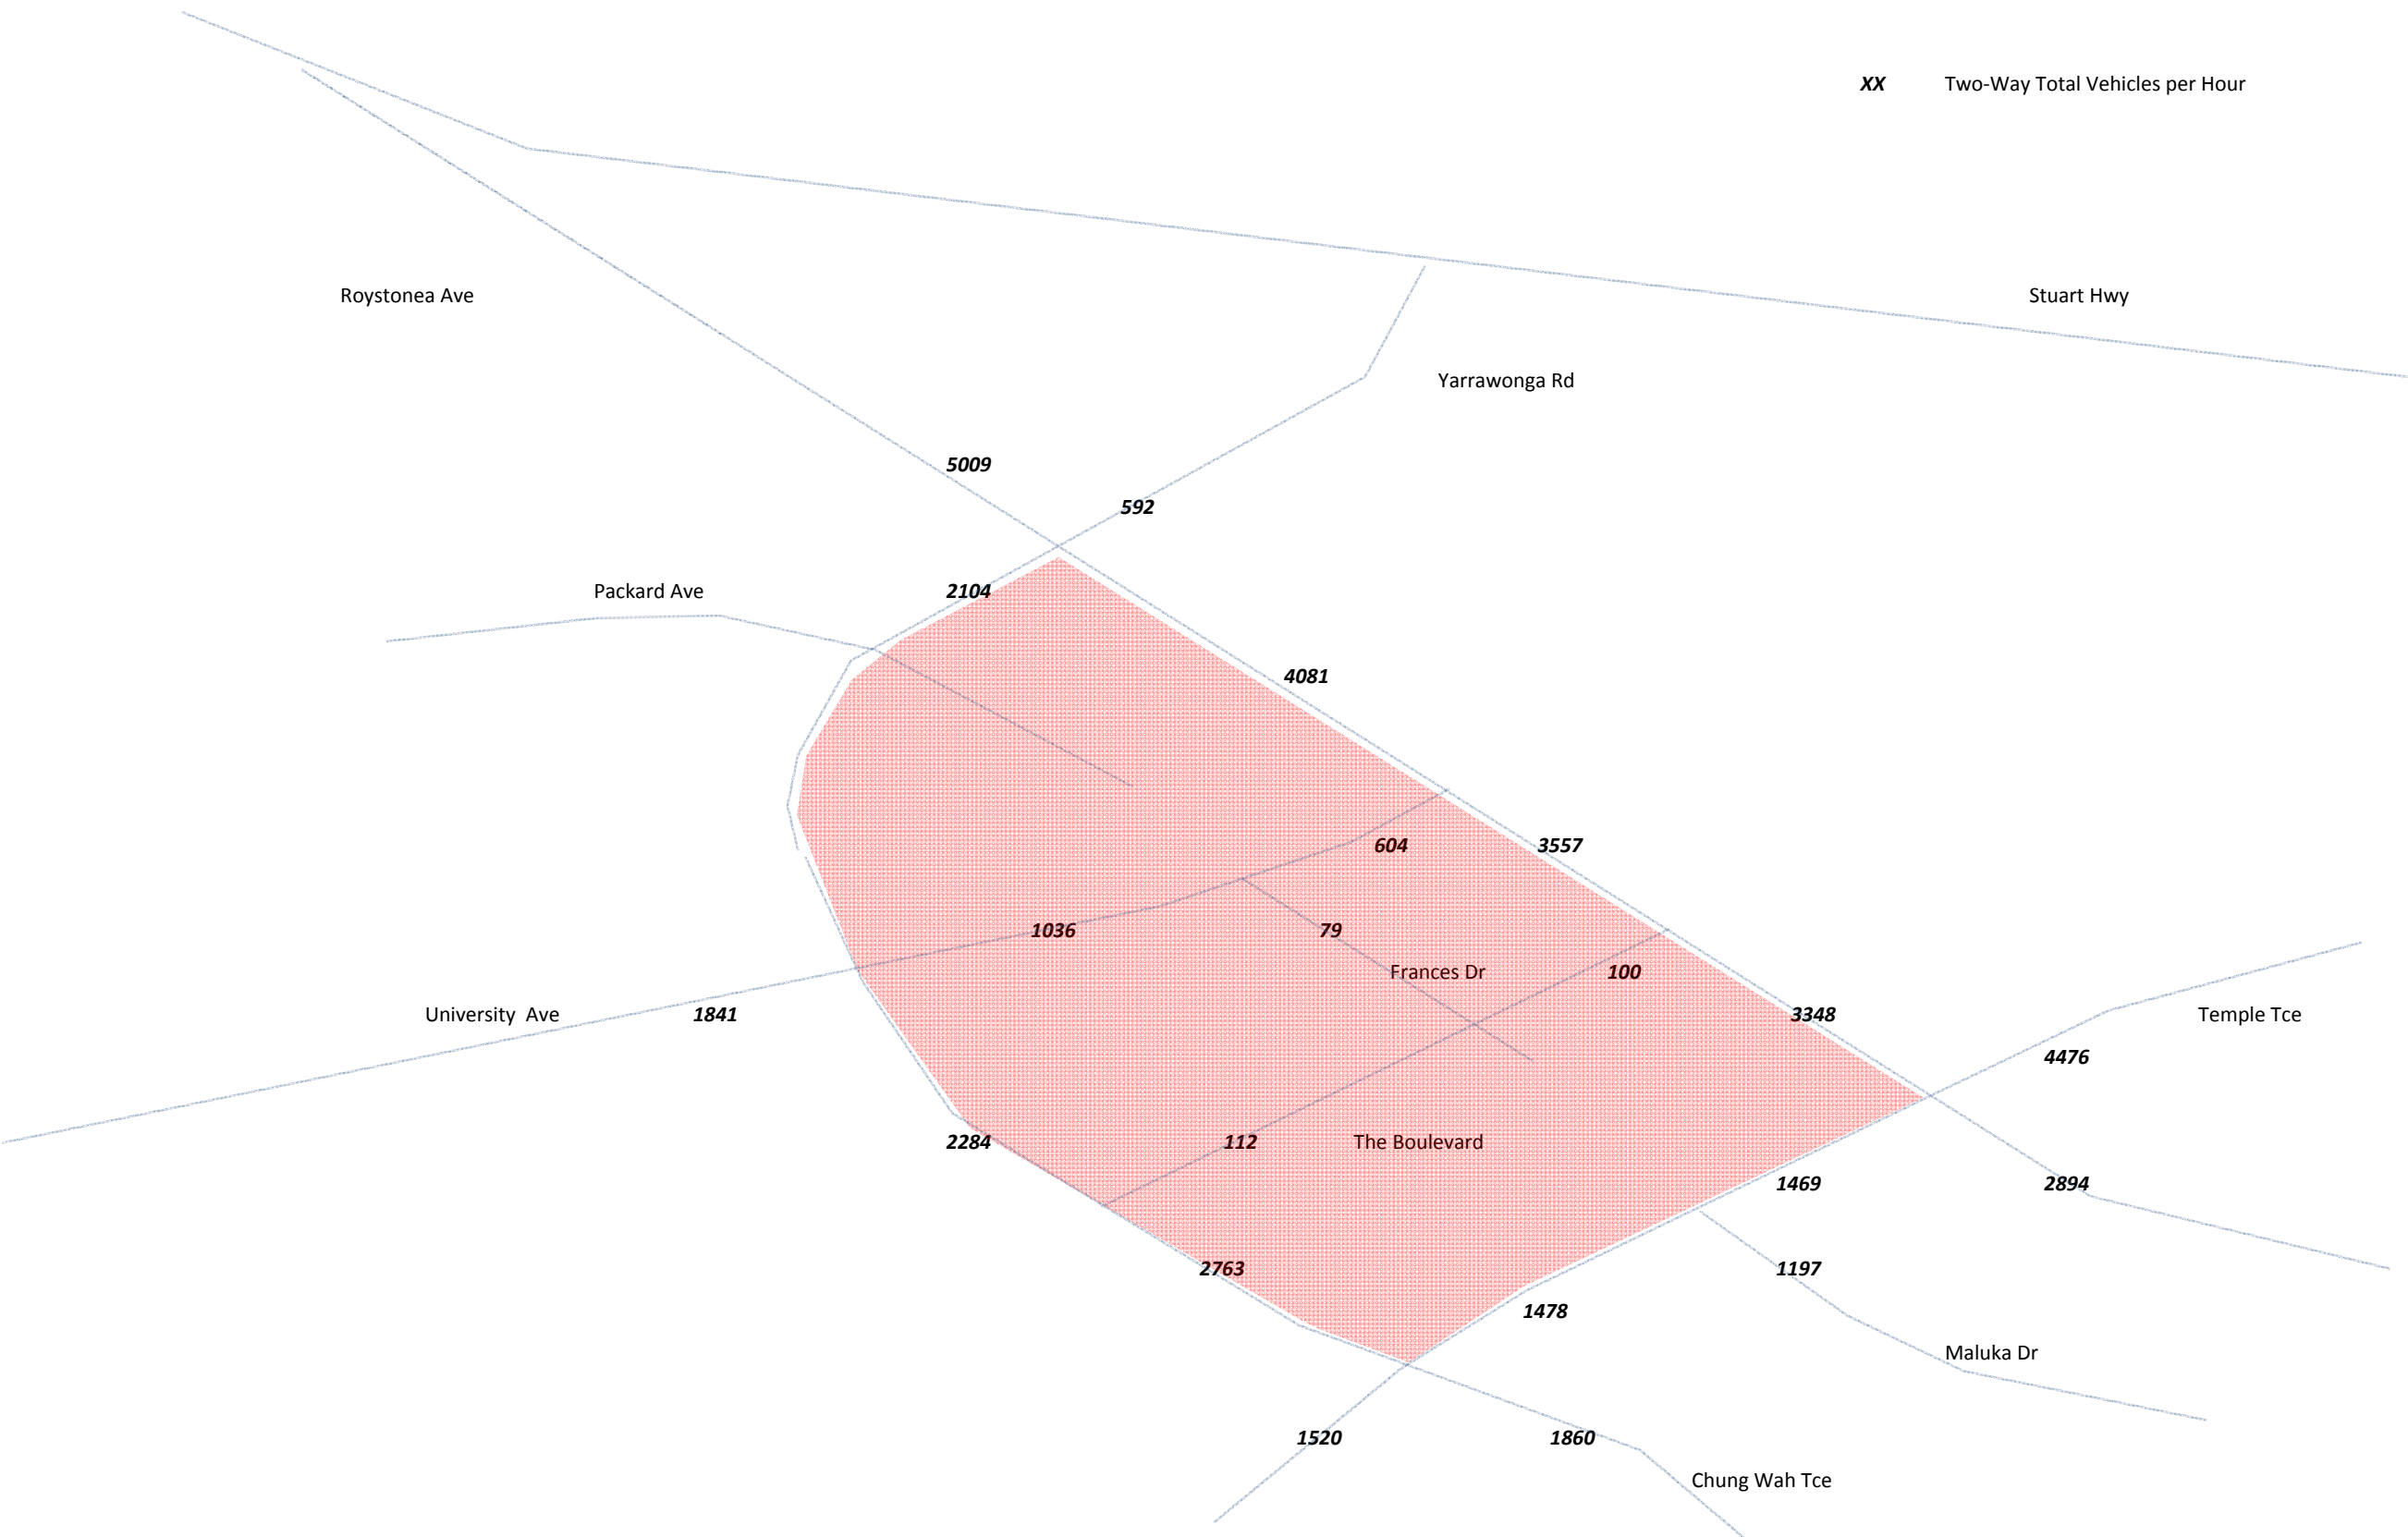 XX Two-Way Total Vehicles per Hour
Roystonea Ave
Stuart Hwy
Yarrawonga Rd
5009
592
Packard Ave
2104
4081
604
3557
1036
79
Frances Dr
100
University Ave
1841
3348
Temple Tce
4476
2284
112
The Boulevard
1469
2894
2763
1197
1478
Maluka Dr
1520
1860
Chung Wah Tce